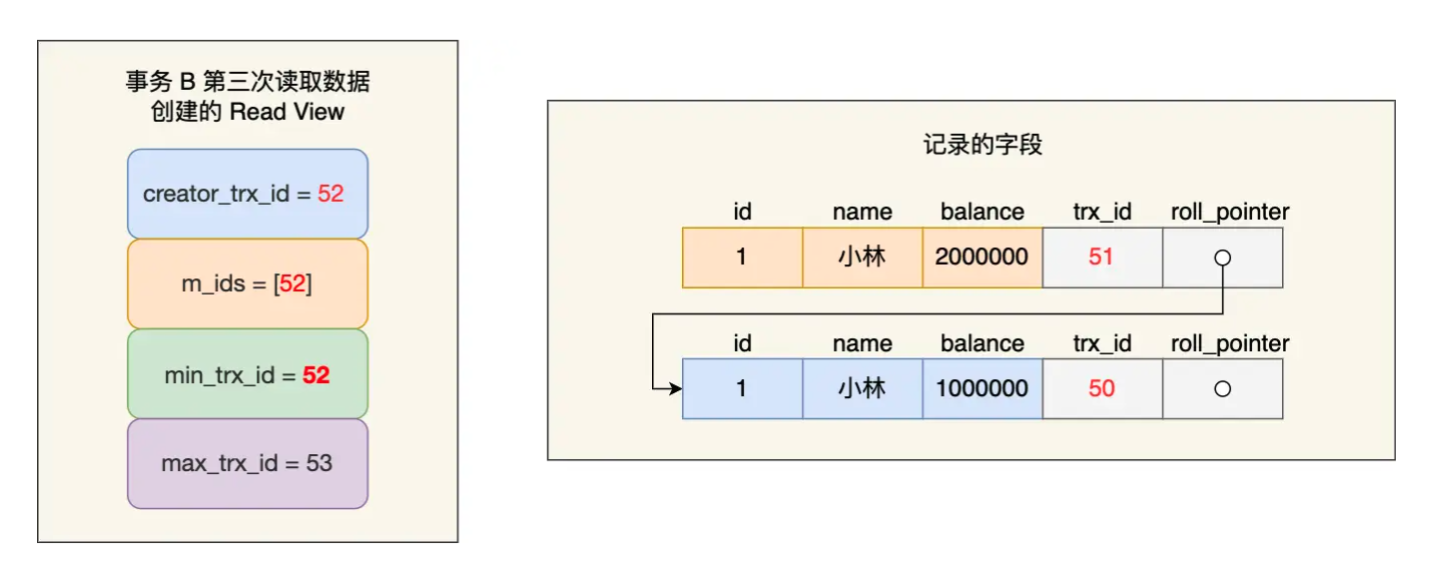 事务 B 第三次读取数据
创建的 Read View
creator_trx_id = 52
m_ids = [52]
min_trx_id = 52
max_trx_id = 53
记录的字段
id name balance trx_id roll_pointer
1 小林 2000000 51
id name balance trx_id roll_pointer
1 小林 1000000 50